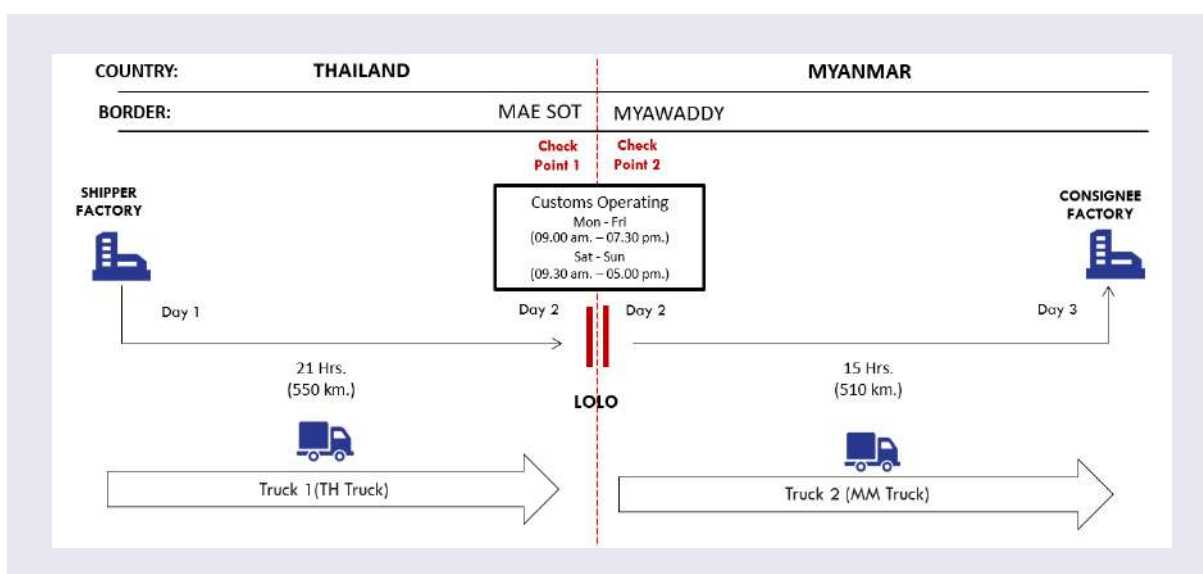 COUNTRY: THAILAND MYANMAR
BORDER: MAE SOT MYAWADDY
Check Point 1
Check Point 2
SHIPPER
FACTORY
Customs Operating
Mon - Fri
(09.00 am. – 07.30 pm.)
Sat - Sun
(09.30 am. – 05.00 pm.)
CONSIGNEE
FACTORY
Day 1 Day 2 Day 2 Day 3
21 Hrs.
(550 km.)
15 Hrs.
(510 km.)
LOLO
Truck 1(TH Truck)
Truck 2 (MM Truck)